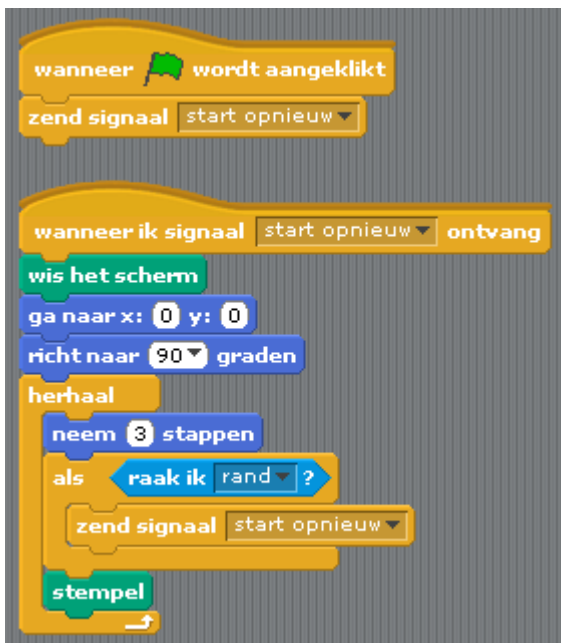 wanneer wordt aangeklikt
zend signaal start opnieuw
wanneer ik signaal start opnieuw ontvang
wis het scherm
ga naar x: 0 y: 0
richt naar 90 graden
herhaal
neem 3 stappen
als raak ik rand ?
zend signaal start opnieuw
stempel